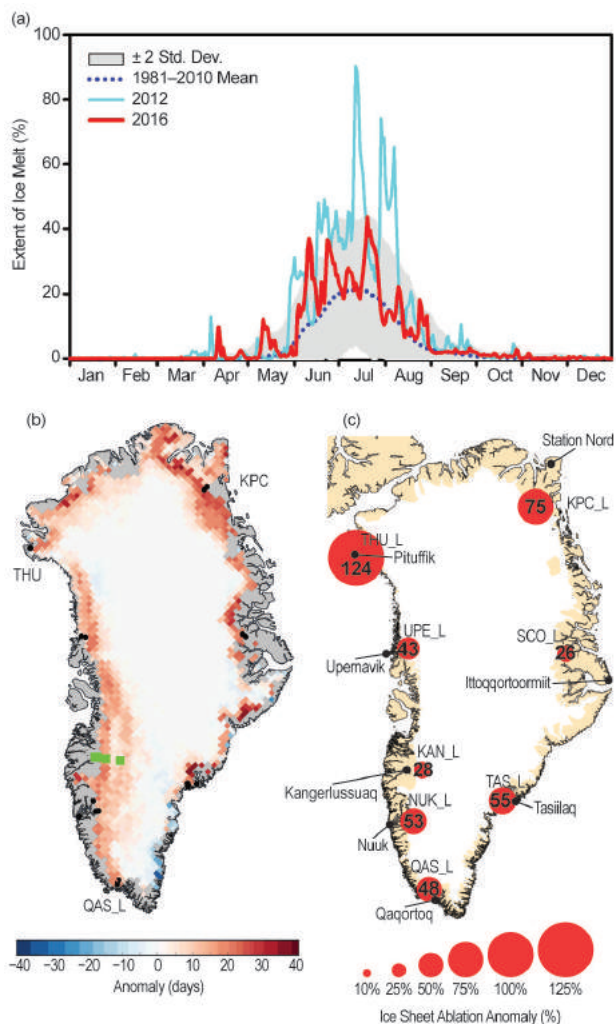 (a)
100
80
60
40
20
0
Extent of Ice Melt (%)
± 2 Std. Dev.
1981–2010 Mean
2012
2016
Jan Feb Mar Apr May Jun Jul Aug Sep Oct Nov Dec
(b)
KPC
THU
QAS_L
−40 −20 −10 0 10 20 30 40
Anomaly (days)
(c)
Station Nord
75
KPC_L
THU_L
124
Pituffik
UPE_L
43
Upernavik
SCO_L
26
Ittoqqortoormiit
KAN_L
28
Kangerlussuaq
TAS_L
55
Tasiilaq
NUK_L
53
Nuuk
QAS_L
48
Qaqortoq
10% 25% 50% 75% 100% 125%
Ice Sheet Ablation Anomaly (%)